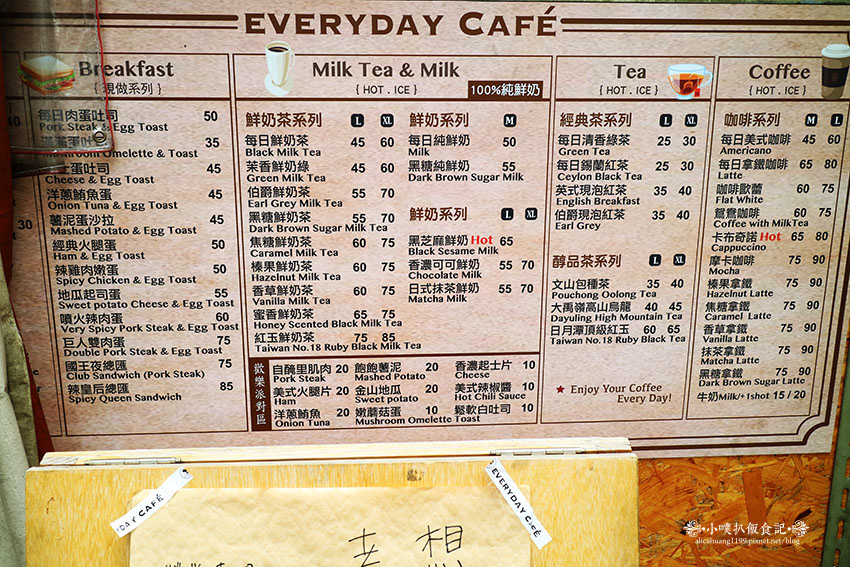 EVERYDAY CAFÉ
Breakfast
{ 現做系列 }
每日肉蛋吐司 50
Pork Steak & Egg Toast
35
Mushroom Omelette & Toast
蛋吐司 45
Cheese & Egg Toast
洋蔥鮪魚蛋 45
Onion Tuna & Egg Toast
薯泥蛋沙拉 45
Mashed Potato & Egg Toast
經典火腿蛋 50
Ham & Egg Toast
辣雞肉嫩蛋 50
Spicy Chicken & Egg Toast
地瓜起司蛋 55
Sweet potato Cheese & Egg Toast
噴火辣肉蛋 60
Very Spicy Pork Steak & Egg Toast
巨人雙肉蛋 75
Double Pork Steak & Egg Toast
國王夜總匯 75
Club Sandwich (Pork Steak)
辣皇后總匯 85
Spicy Queen Sandwich
40
30
Milk Tea & Milk
{ HOT . ICE }
100%純鮮奶
鮮奶茶系列 L XL
每日鮮奶茶 45 60
Black Milk Tea
茉香鮮奶綠 45 60
Green Milk Tea
伯爵鮮奶茶 55 70
Earl Grey Milk Tea
黑糖鮮奶茶 55 70
Dark Brown Sugar Milk Tea
焦糖鮮奶茶 60 75
Caramel Milk Tea
榛果鮮奶茶 60 75
Hazelnut Milk Tea
香草鮮奶茶 60 75
Vanilla Milk Tea
蜜香鮮奶茶 65 75
Honey Scented Black Milk Tea
紅玉鮮奶茶 75 85
Taiwan No.18 Ruby Black Milk Tea
鮮奶系列 M
每日純鮮奶 50
Milk
黑糖純鮮奶 55
Dark Brown Sugar Milk
鮮奶系列 L XL
黑芝麻鮮奶 Hot 65
Black Sesame Milk
香濃可可鮮奶 55 70
Chocolate Milk
日式抹茶鮮奶 55 70
Matcha Milk
歡樂派對區
自醃里肌肉 20
Pork Steak
飽飽薯泥 20
Mashed Potato
香濃起士片 10
Cheese
美式火腿片 20
Ham
金山地瓜 20
Sweet potato
美式辣椒醬 10
Hot Chili Sauce
洋蔥鮪魚 20
Onion Tuna
嫩蘑菇蛋 10
Mushroom Omelette
鬆軟白吐司 10
Toast
Tea
{ HOT . ICE }
經典茶系列 L XL
每日清香綠茶 25 30
Green Tea
每日錫蘭紅茶 25 30
Ceylon Black Tea
英式現泡紅茶 35 40
English Breakfast
伯爵現泡紅茶 35 40
Earl Grey
醇品茶系列 L XL
文山包種茶 35 40
Pouchong Oolong Tea
大禹嶺高山烏龍 40 45
Dayuling High Mountain Tea
日月潭頂級紅玉 60 65
Taiwan No.18 Ruby Black Tea
★ Enjoy Your Coffee
Every Day!
Coffee
{ HOT . ICE }
咖啡系列 M L
每日美式咖啡 45 60
Americano
每日拿鐵咖啡 65 80
Latte
咖啡歐蕾 60 75
Flat White
鴛鴦咖啡 60 75
Coffee with MilkTea
卡布奇諾 Hot 65 80
Cappuccino
摩卡咖啡 75 90
Mocha
榛果拿鐵 75 90
Hazelnut Latte
焦糖拿鐵 75 90
Caramel Latte
香草拿鐵 75 90
Vanilla Latte
抹茶拿鐵 75 90
Matcha Latte
黑糖拿鐵 75 90
Dark Brown Sugar Latte
牛奶Milk/+1shot 15 / 20
DAY CAFÉ
EVERYDAY CAFÉ
想
小噗扒飯食記
alicehuang1199.pixnet.net/blog